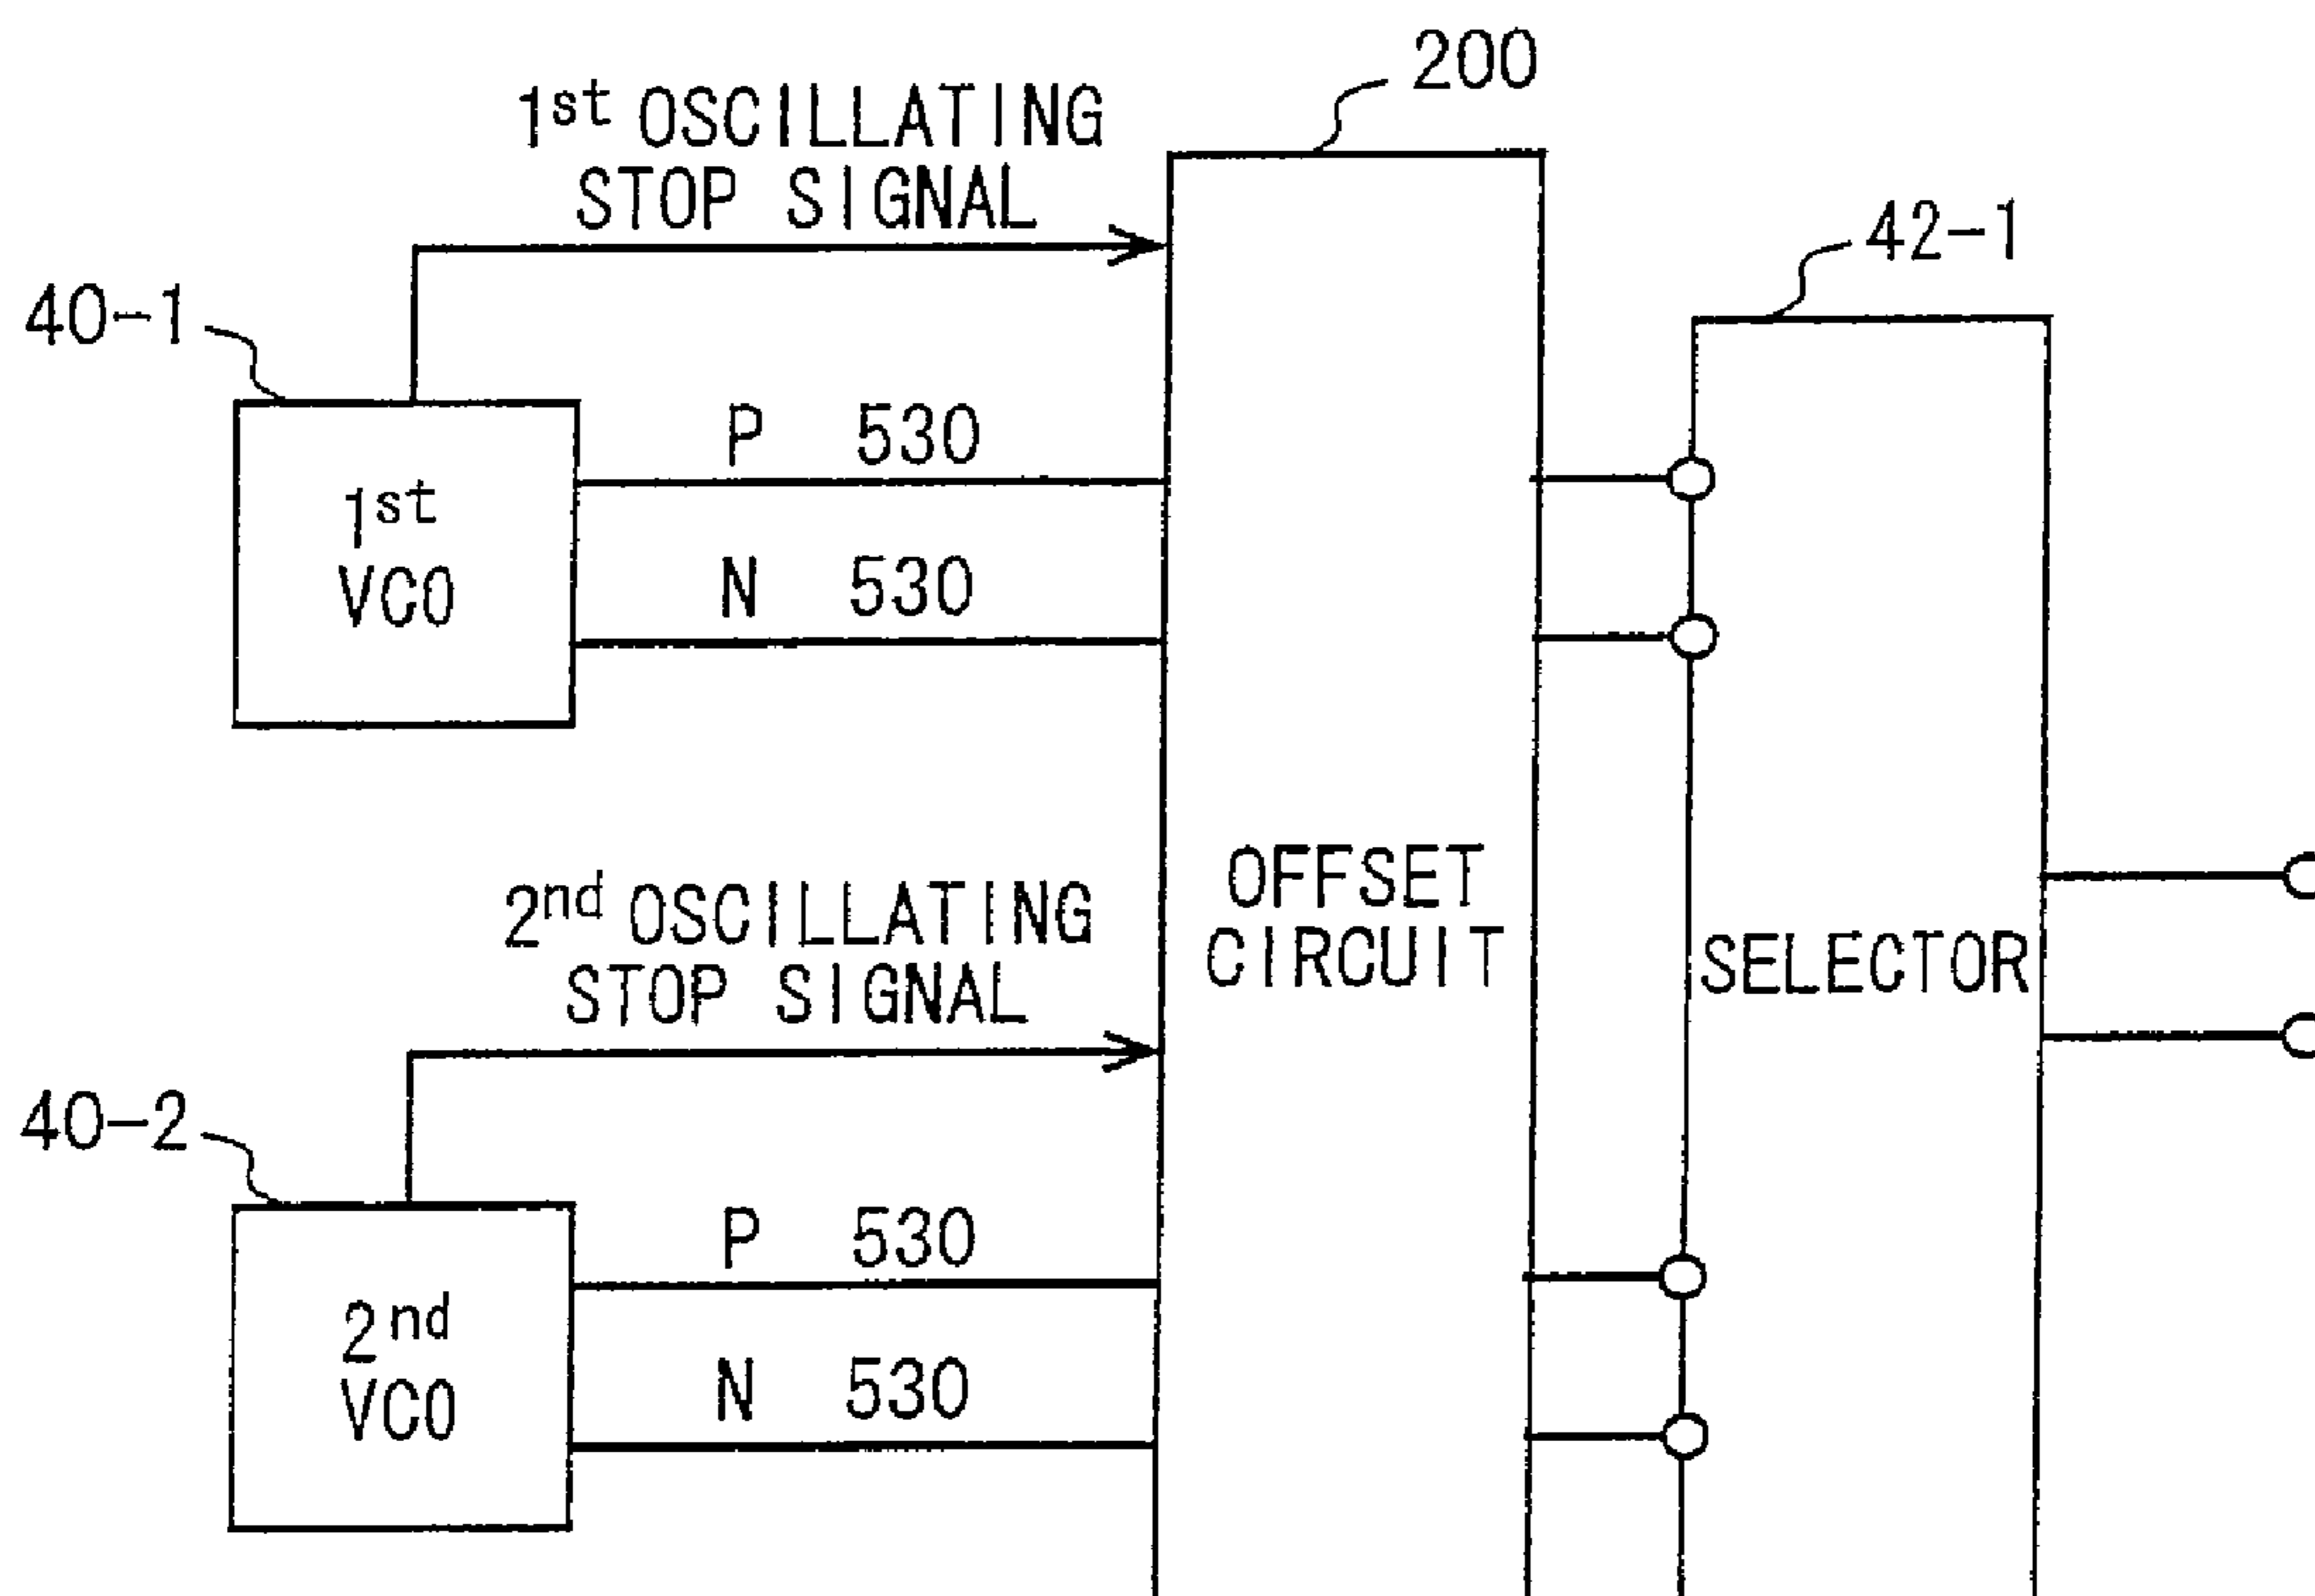 200
1st OSCILLATING
STOP SIGNAL
42-1
40-1
P 530
1st
VCO
N 530
OFFSET
CIRCUIT
2nd OSCILLATING
STOP SIGNAL
SELECTOR
40-2
P 530
2nd
VCO
N 530